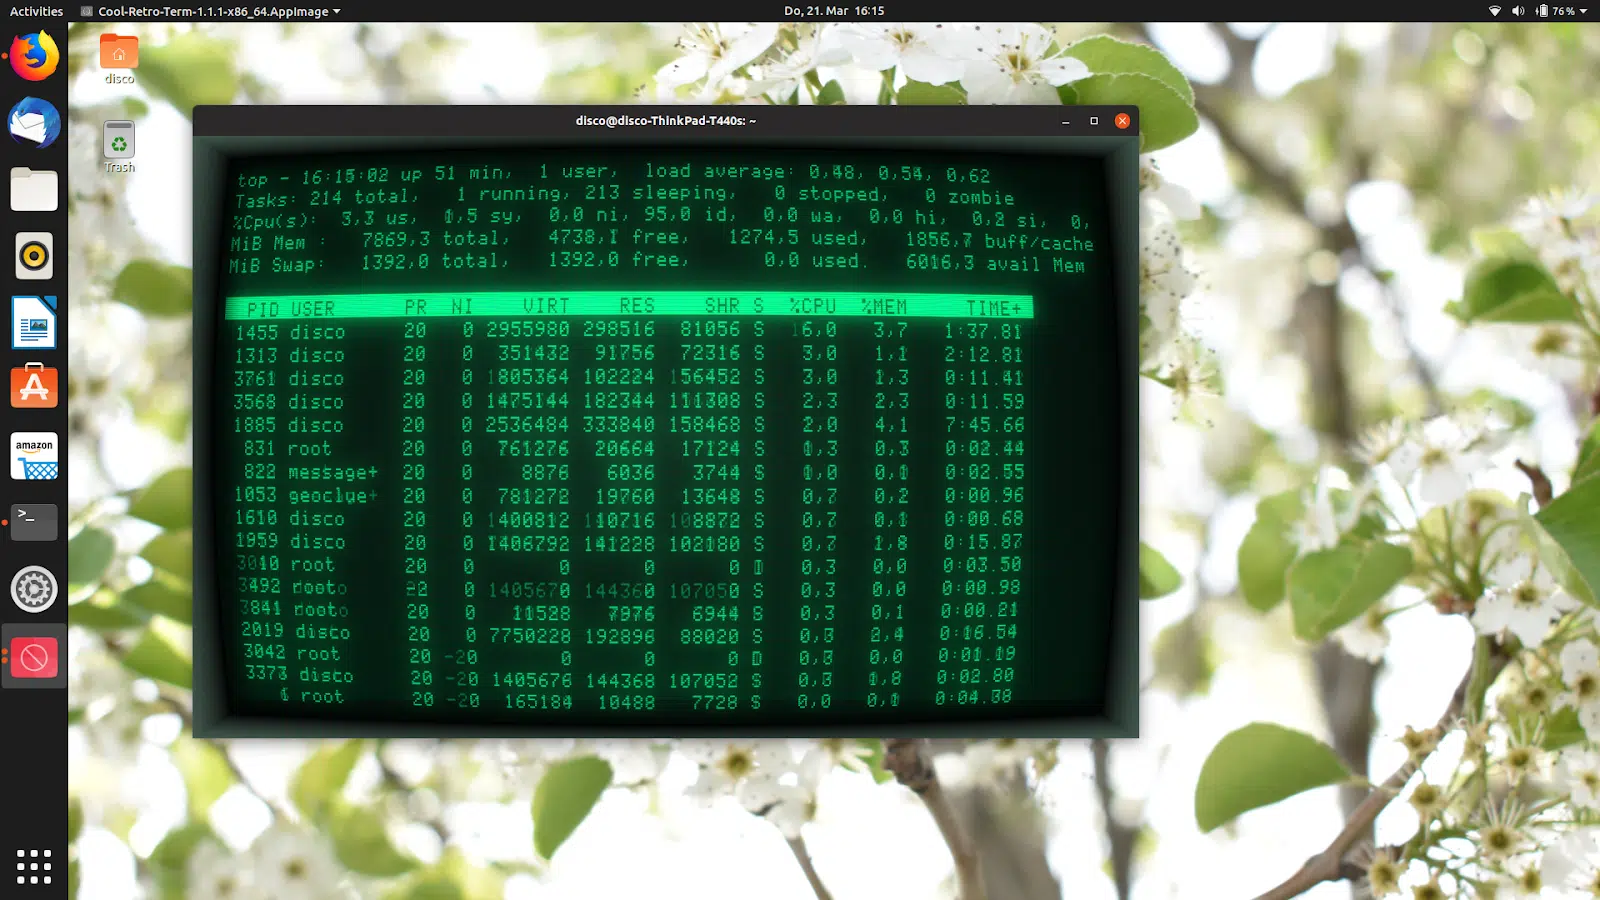 Activities Cool-Retro-Term-1.1.1-x86_64.AppImage Do, 21. Mar 16:15 76%
disco
Trash
amazon
disco@disco-ThinkPad-T440s: ~
top - 16:15:02 up 51 min, 1 user, load average: 0,48, 0,54, 0,62
Tasks: 214 total, 1 running, 213 sleeping, 0 stopped, 0 zombie
%Cpu(s): 3,3 us, 1,5 sy, 0,0 ni, 95,0 id, 0,0 wa, 0,0 hi, 0,2 si, 0,
MiB Mem : 7869,3 total, 4738,1 free, 1274,5 used, 1856,7 buff/cache
MiB Swap: 1392,0 total, 1392,0 free, 0,0 used. 6016,3 avail Mem
PID USER PR NI VIRT RES SHR S %CPU %MEM TIME+
1455 disco 20 0 2955980 298516 81056 S 16,0 3,7 1:37.81
1313 disco 20 0 351432 91756 72316 S 3,0 1,1 2:12.81
3761 disco 20 0 1805364 102224 156452 S 3,0 1,3 0:11.41
3568 disco 20 0 1475144 182344 111308 S 2,3 2,3 0:11.59
1885 disco 20 0 2536484 333840 158468 S 2,0 4,1 7:45.66
831 root 20 0 761276 20664 17124 S 1,3 0,3 0:02.44
822 message+ 20 0 8876 6036 3744 S 1,0 0,1 0:02.55
1053 geoclue+ 20 0 781272 19760 13648 S 0,7 0,2 0:00.96
1610 disco 20 0 1400812 110716 108872 S 0,7 0,1 0:00.68
1959 disco 20 0 1406792 141228 102180 S 0,7 1,8 0:15.87
3010 root 20 0 0 0 0 D 0,3 0,0 0:03.50
3492 root 0 S 0,3 0,0 0:00.98
3841 root 20 0 11528 7976 6944 S 0,3 0,1 0:00.21
2019 disco 20 0 7750228 192896 88020 S 0,3 2,4 0:16.54
3042 root 20 -20 0 0 0 D 0,3 0,0 0:01.19
3373 disco 20 -20 1405676 144368 107052 S 0,3 1,8 0:02.80
1 root 20 -20 165184 10488 7728 S 0,0 0,1 0:04.38